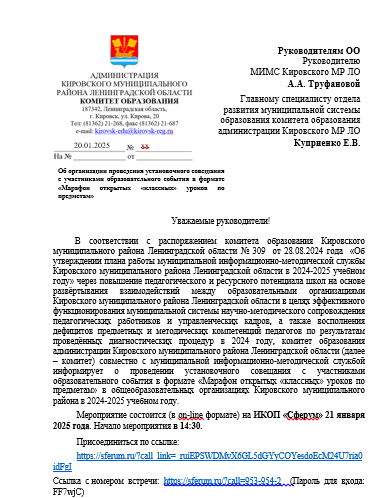 АДМИНИСТРАЦИЯ
КИРОВСКОГО МУНИЦИПАЛЬНОГО
РАЙОНА ЛЕНИНГРАДСКОЙ ОБЛАСТИ
КОМИТЕТ ОБРАЗОВАНИЯ
187342, Ленинградская область,
г. Кировск, ул. Кирова, 20
Тел: (81362) 21-268, факс (81362) 21-687
e-mail: kirovsk-edu@kirovsk-reg.ru
20.01.2025 №
На № от
Руководителям ОО
Руководителю
МИМС Кировского МР ЛО
А.А. Труфановой
Главному специалисту отдела
развития муниципальной системы
образования комитета образования
администрации Кировского МР ЛО
Куприенко Е.В.
Об организации проведения установочного совещания
с участниками образовательного события в формате
«Марафон открытых «классных» уроков по
предметам»
Уважаемые руководители!
В соответствии с распоряжением комитета образования Кировского
муниципального района Ленинградской области № 309 от 28.08.2024 года «Об
утверждении плана работы муниципальной информационно-методической службы
Кировского муниципального района Ленинградской области в 2024-2025 учебном
году» через повышение педагогического и ресурсного потенциала школ на основе
развёртывания взаимодействий между образовательными организациями
Кировского муниципального района Ленинградской области в целях эффективного
функционирования муниципальной системы научно-методического сопровождения
педагогических работников и управленческих кадров, а также восполнения
дефицитов предметных и методических компетенций педагогов по результатам
проведённых диагностических процедур в 2024 году, комитет образования
администрации Кировского муниципального района Ленинградской области (далее
– комитет) совместно с муниципальной информационно-методической службой
информирует о проведении установочного совещания с участниками
образовательного события в формате «Марафон открытых «классных» уроков по
предметам» в общеобразовательных организациях Кировского муниципального
района в 2024-2025 учебном году.
Мероприятие состоится (в on-line формате) на ИКОП «Сферум» 21 января
2025 года. Начало мероприятия в 14:30.
Присоединиться по ссылке:
https://sferum.ru/?call_link=_ruiEPSWDMvX6GL5dGYyCOYesdoEcM24U7ria0
idFgI
Ссылка с номером встречи: https://sferum.ru/?call=953-954-2 (Пароль для входа:
FF7wjC)